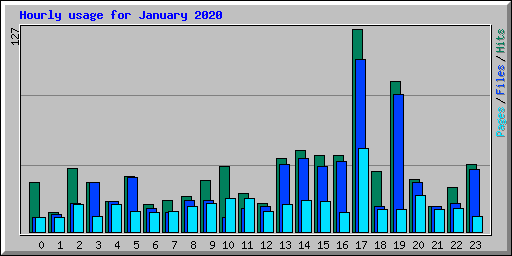 Hourly usage for January 2020
127
Pages/Files/Hits
0 1 2 3 4 5 6 7 8 9 10 11 12 13 14 15 16 17 18 19 20 21 22 23